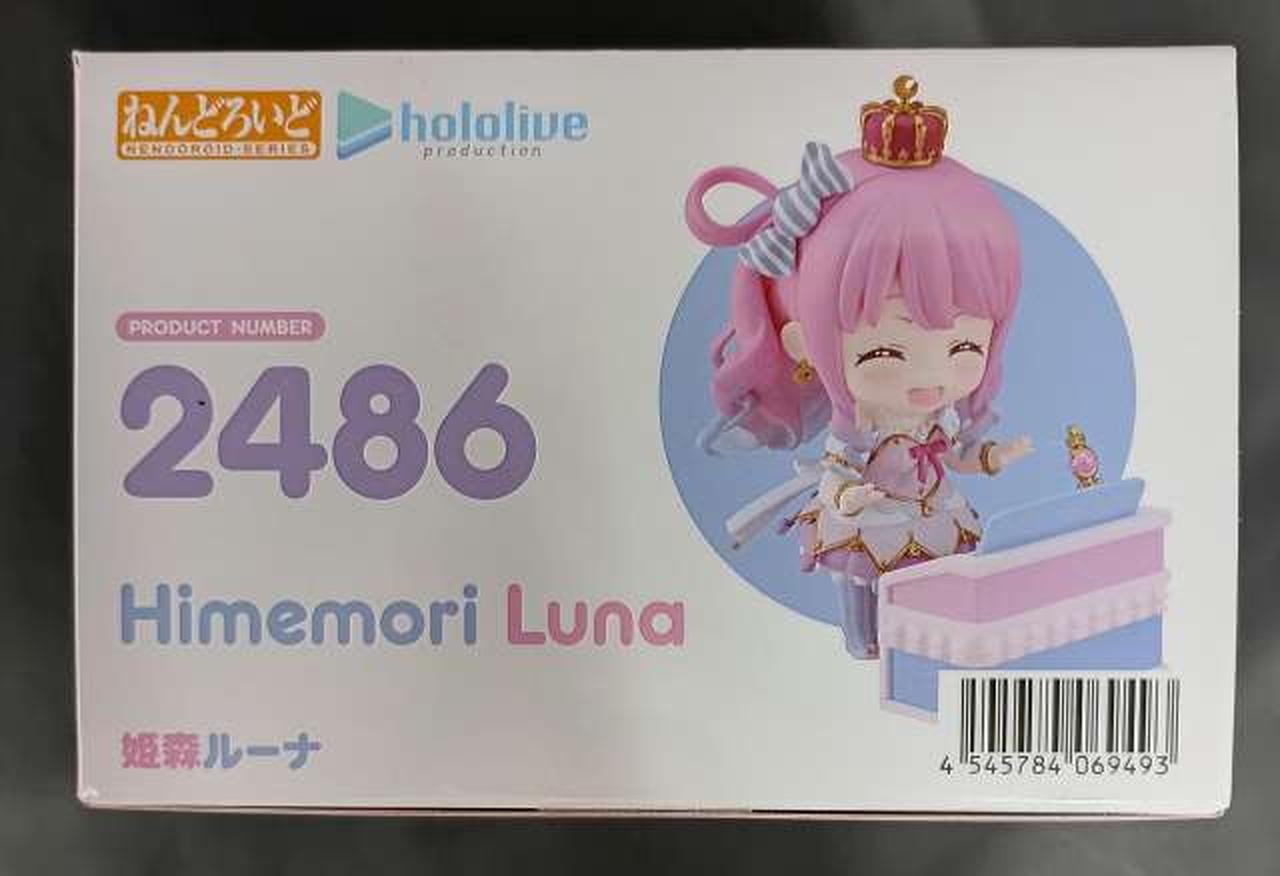 ねんどろいど
NENDOROID-SERIES
hololive
production
PRODUCT NUMBER
2486
Himemori Luna
姫森ルーナ
4 545784 069493